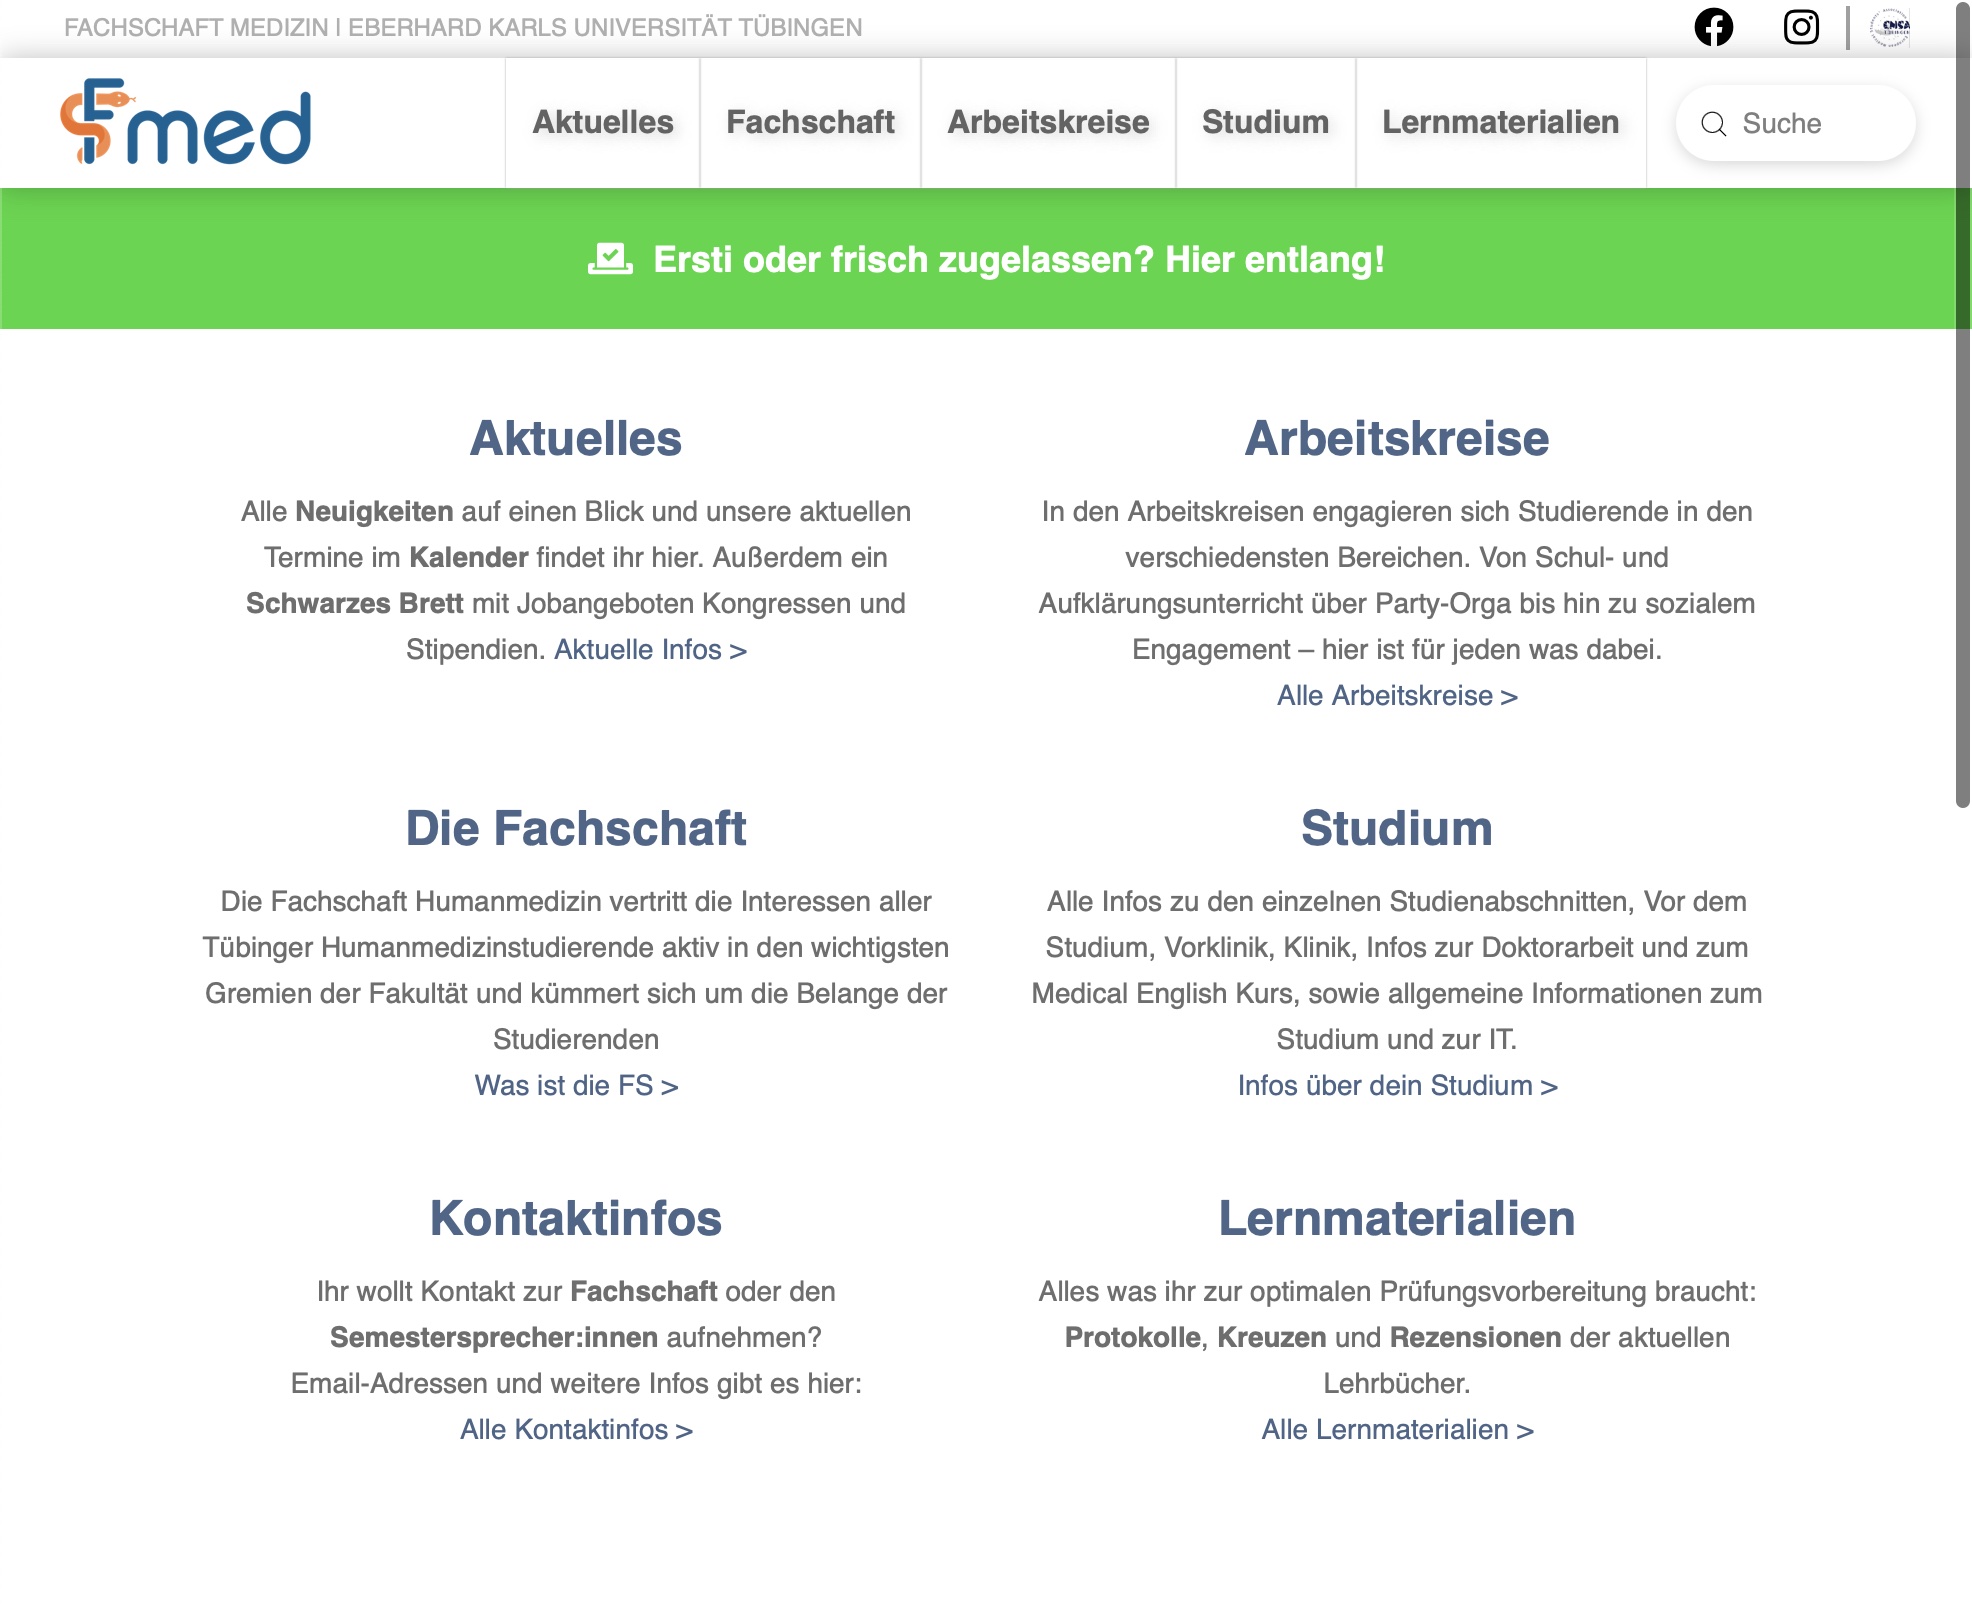 FACHSCHAFT MEDIZIN I EBERHARD KARLS UNIVERSITÄT TÜBINGEN
CMSA
Fmed
Aktuelles
Fachschaft
Arbeitskreise
Studium
Lernmaterialien
Suche
Ersti oder frisch zugelassen? Hier entlang!
Aktuelles
Alle Neuigkeiten auf einen Blick und unsere aktuellen
Termine im Kalender findet ihr hier. Außerdem ein
Schwarzes Brett mit Jobangeboten Kongressen und
Stipendien. Aktuelle Infos >
Arbeitskreise
In den Arbeitskreisen engagieren sich Studierende in den
verschiedensten Bereichen. Von Schul- und
Aufklärungsunterricht über Party-Orga bis hin zu sozialem
Engagement – hier ist für jeden was dabei.
Alle Arbeitskreise >
Die Fachschaft
Die Fachschaft Humanmedizin vertritt die Interessen aller
Tübinger Humanmedizinstudierende aktiv in den wichtigsten
Gremien der Fakultät und kümmert sich um die Belange der
Studierenden
Was ist die FS >
Studium
Alle Infos zu den einzelnen Studienabschnitten, Vor dem
Studium, Vorklinik, Klinik, Infos zur Doktorarbeit und zum
Medical English Kurs, sowie allgemeine Informationen zum
Studium und zur IT.
Infos über dein Studium >
Kontaktinfos
Ihr wollt Kontakt zur Fachschaft oder den
Semestersprecher:innen aufnehmen?
Email-Adressen und weitere Infos gibt es hier:
Alle Kontaktinfos >
Lernmaterialien
Alles was ihr zur optimalen Prüfungsvorbereitung braucht:
Protokolle, Kreuzen und Rezensionen der aktuellen
Lehrbücher.
Alle Lernmaterialien >